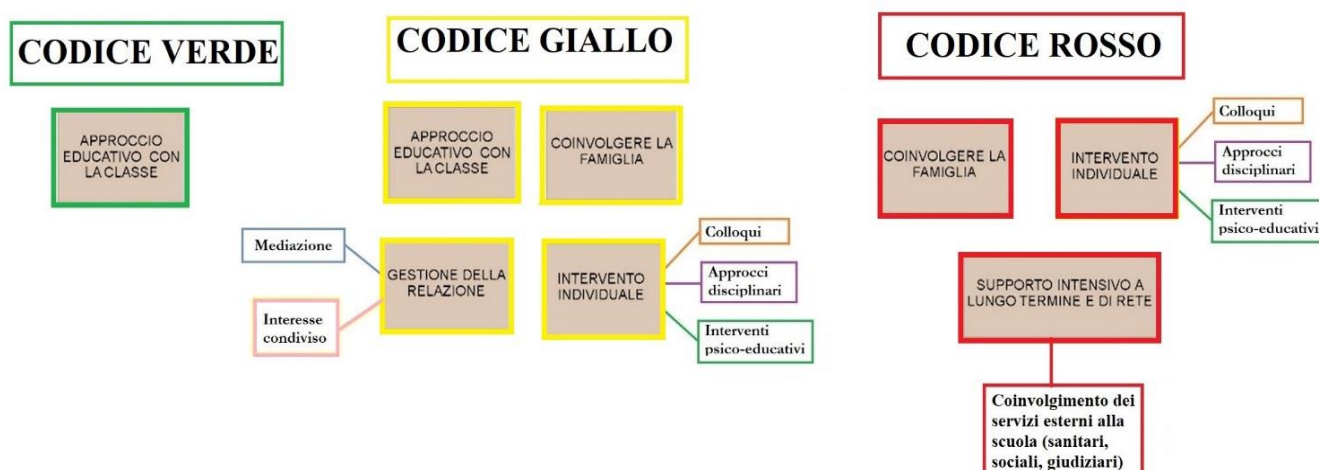 CODICE VERDE
APPROCCIO
EDUCATIVO CON
LA CLASSE
CODICE GIALLO
APPROCCIO
EDUCATIVO CON
LA CLASSE
COINVOLGERE LA
FAMIGLIA
Mediazione
Interesse
condiviso
GESTIONE DELLA
RELAZIONE
INTERVENTO
INDIVIDUALE
Colloqui
Approcci
disciplinari
Interventi
psico-educativi
CODICE ROSSO
COINVOLGERE LA
FAMIGLIA
INTERVENTO
INDIVIDUALE
Colloqui
Approcci
disciplinari
Interventi
psico-educativi
SUPPORTO INTENSIVO A
LUNGO TERMINE E DI RETE
Coinvolgimento dei
servizi esterni alla
scuola (sanitari,
sociali, giudiziari)